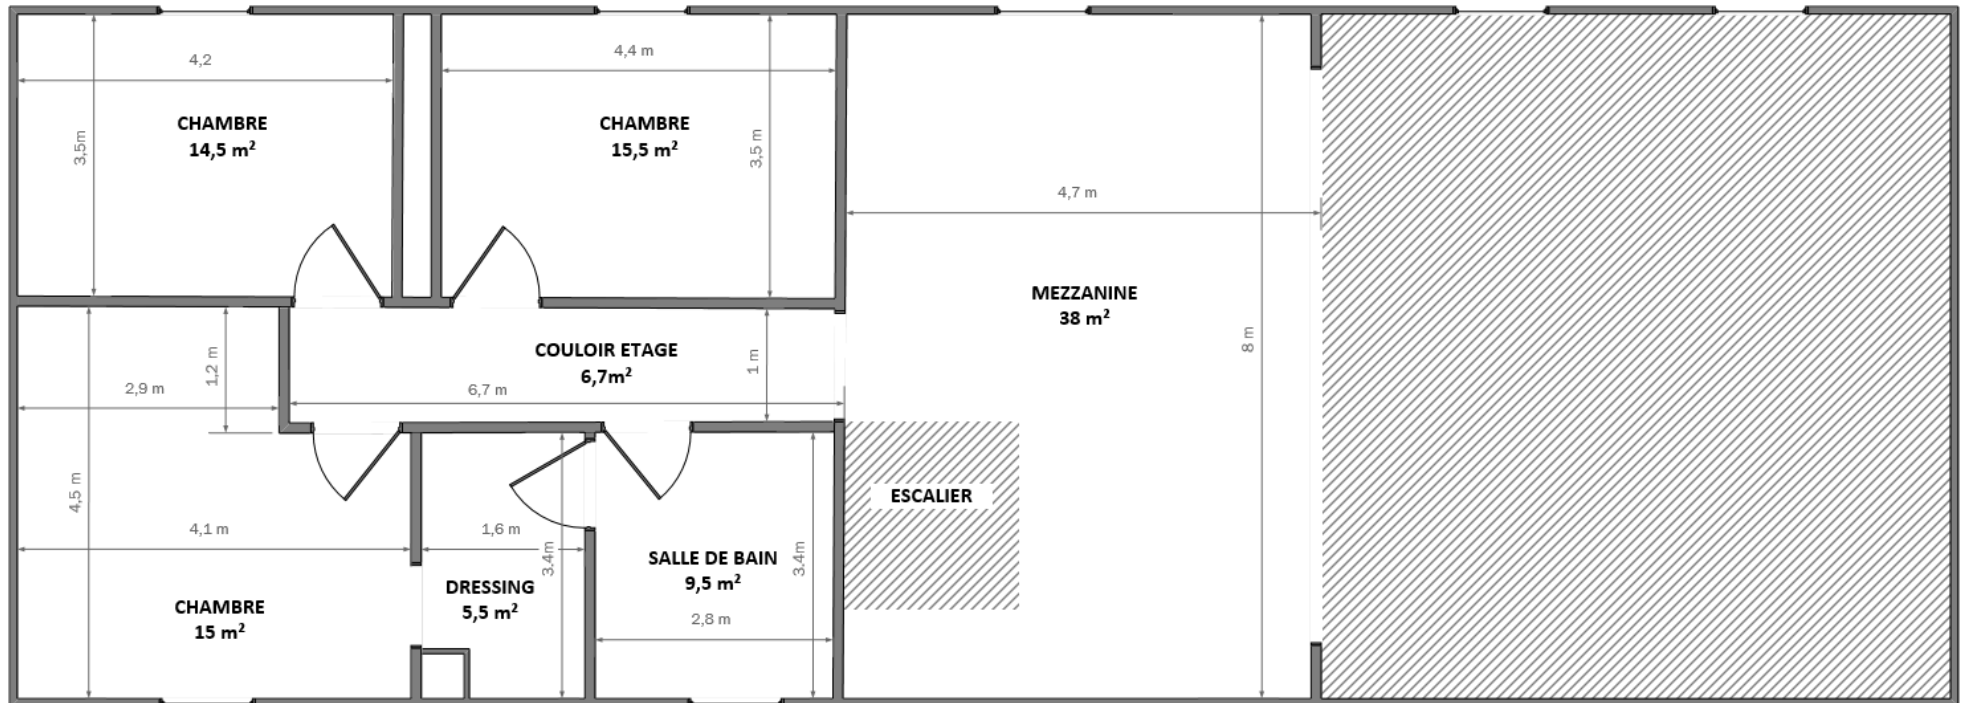 4,2
4,4 m
CHAMBRE
14,5 m²
3,5m
CHAMBRE
15,5 m²
3,5 m
4,7 m
MEZZANINE
38 m²
8 m
COULOIR ETAGE
6,7m²
1 m
6,7 m
1,2 m
2,9 m
4,5 m
4,1 m
1,6 m
3.4m
ESCALIER
SALLE DE BAIN
9,5 m²
3.4m
DRESSING
5,5 m²
CHAMBRE
15 m²
2,8 m